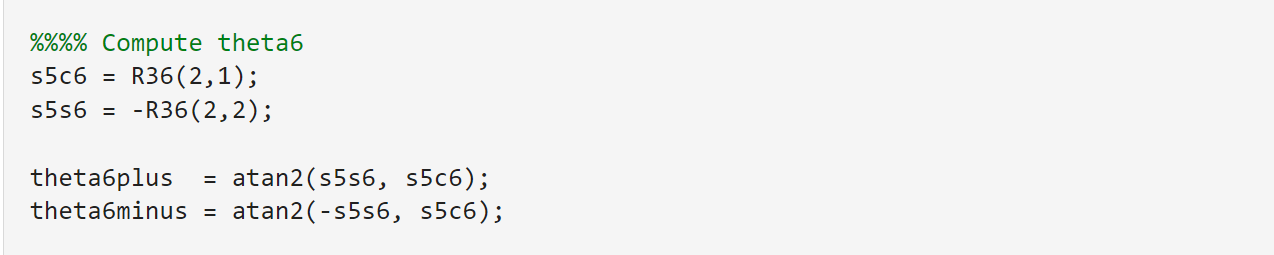 %%%% Compute theta6
s5c6 = R36(2,1);
s5s6 = -R36(2,2);
theta6plus  = atan2(s5s6, s5c6);
theta6minus = atan2(-s5s6, s5c6);